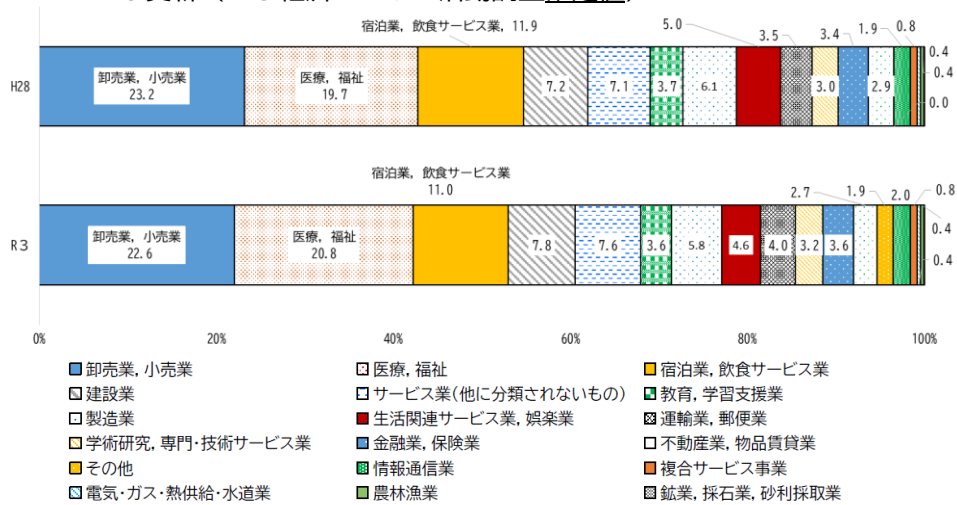 宿泊業, 飲食サービス業, 11.9
5.0
3.5
3.4
1.9
0.8
0.4
0.4
0.0
H28
卸売業, 小売業
23.2
医療, 福祉
19.7
7.2
7.1
3.7
6.1
3.0
2.9
宿泊業, 飲食サービス業
11.0
2.7
1.9
2.0
0.8
0.4
0.4
R３
卸売業, 小売業
22.6
医療, 福祉
20.8
7.8
7.6
3.6
5.8
4.6
4.0
3.2
3.6
0%
20%
40%
60%
80%
100%
卸売業, 小売業
医療, 福祉
宿泊業, 飲食サービス業
建設業
サービス業(他に分類されないもの)
教育, 学習支援業
製造業
生活関連サービス業, 娯楽業
運輸業, 郵便業
学術研究, 専門・技術サービス業
金融業, 保険業
不動産業, 物品賃貸業
その他
情報通信業
複合サービス事業
電気・ガス・熱供給・水道業
農林漁業
鉱業, 採石業, 砂利採取業